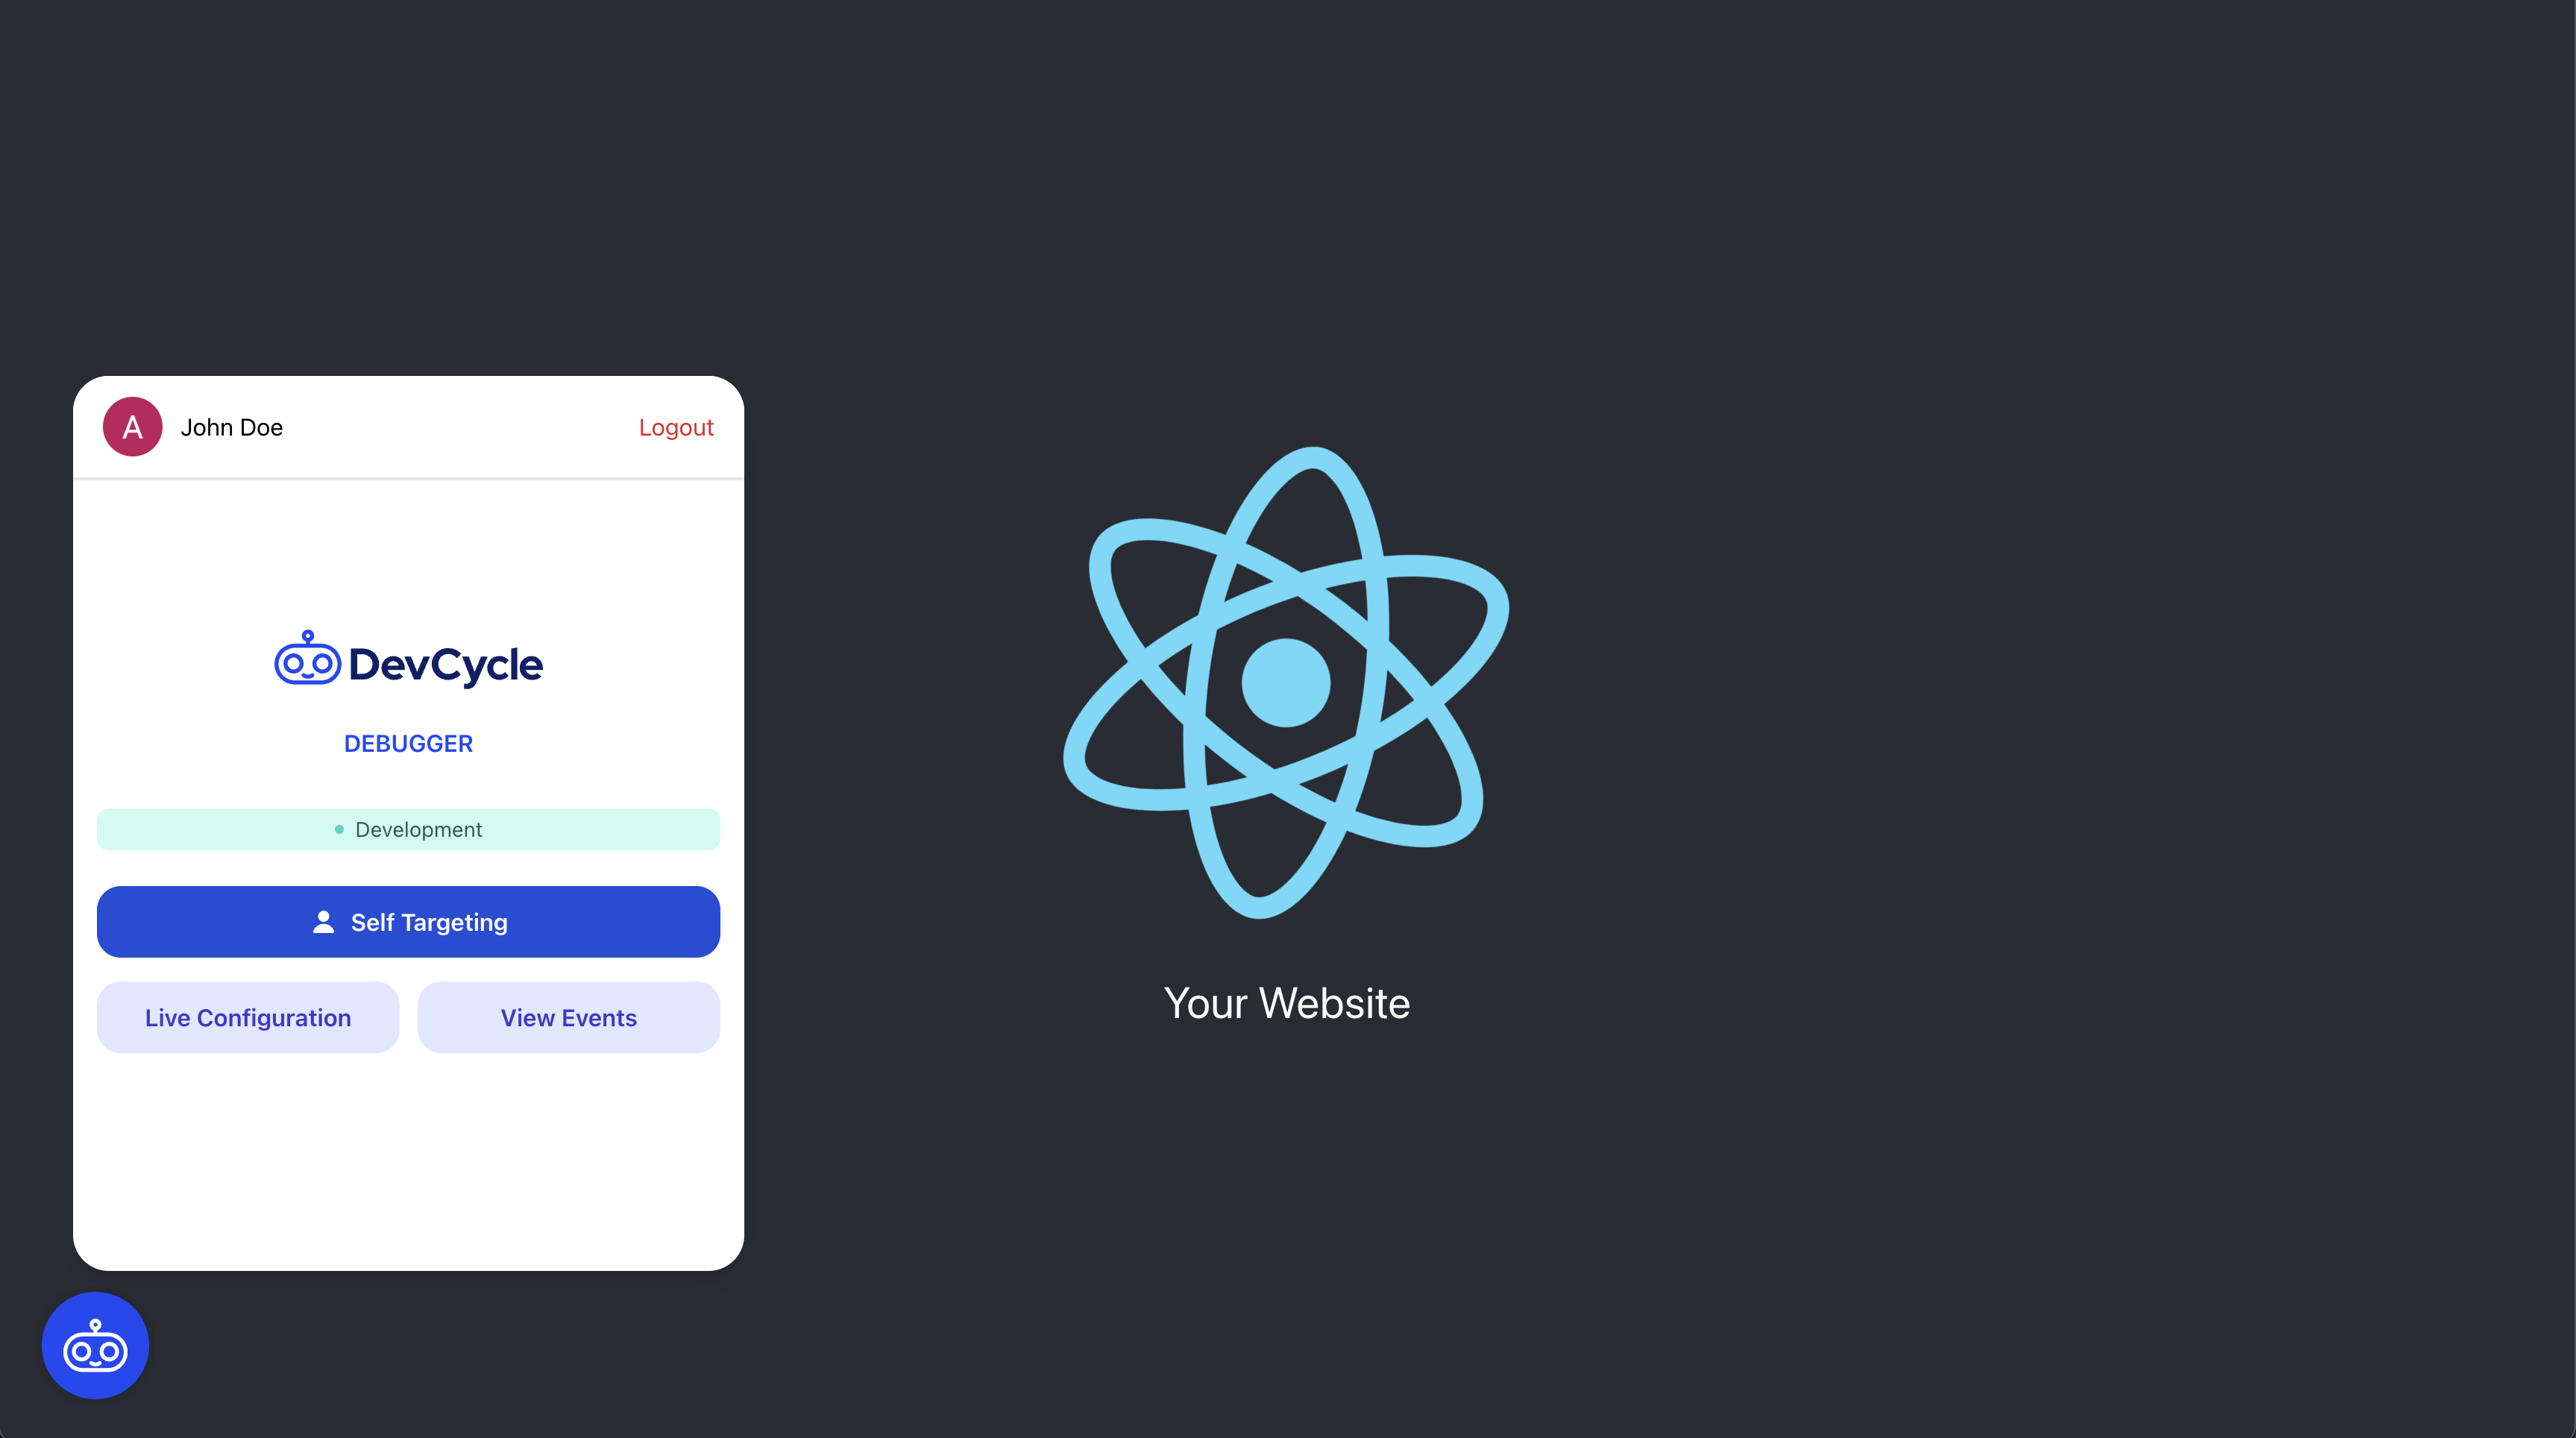 A
John Doe
Logout
DevCycle
DEBUGGER
Development
Self Targeting
Live Configuration
View Events
Your Website